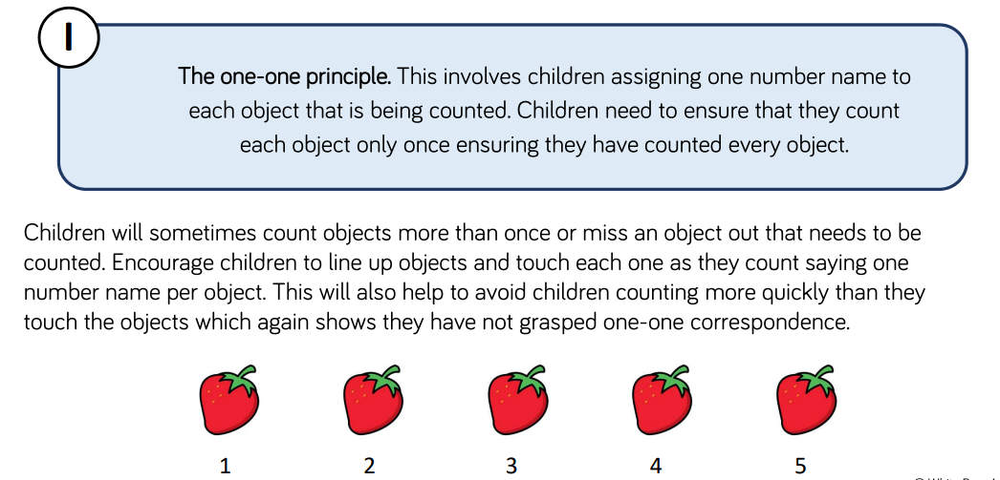 1
The one-one principle. This involves children assigning one number name to
each object that is being counted. Children need to ensure that they count
each object only once ensuring they have counted every object.
Children will sometimes count objects more than once or miss an object out that needs to be
counted. Encourage children to line up objects and touch each one as they count saying one
number name per object. This will also help to avoid children counting more quickly than they
touch the objects which again shows they have not grasped one-one correspondence.
1 2 3 4 5